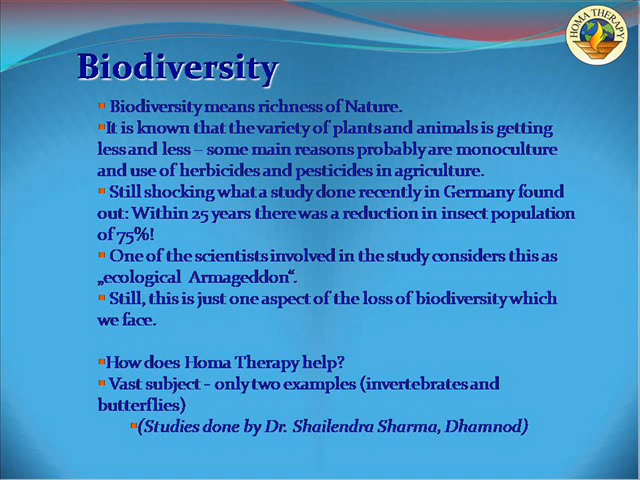 HOMA THERAPY
Biodiversity
Biodiversity means richness of Nature.
It is known that the variety of plants and animals is getting
less and less – some main reasons probably are monoculture
and use of herbicides and pesticides in agriculture.
Still shocking what a study done recently in Germany found
out: Within 25 years there was a reduction in insect population
of 75%!
One of the scientists involved in the study considers this as
„ecological Armageddon“.
Still, this is just one aspect of the loss of biodiversity which
we face.
How does Homa Therapy help?
Vast subject – only two examples (invertebrates and
butterflies)
(Studies done by Dr. Shailendra Sharma, Dhamnod)